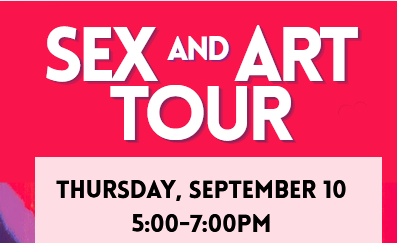 SEX AND ART
TOUR
THURSDAY, SEPTEMBER 10
5:00-7:00PM